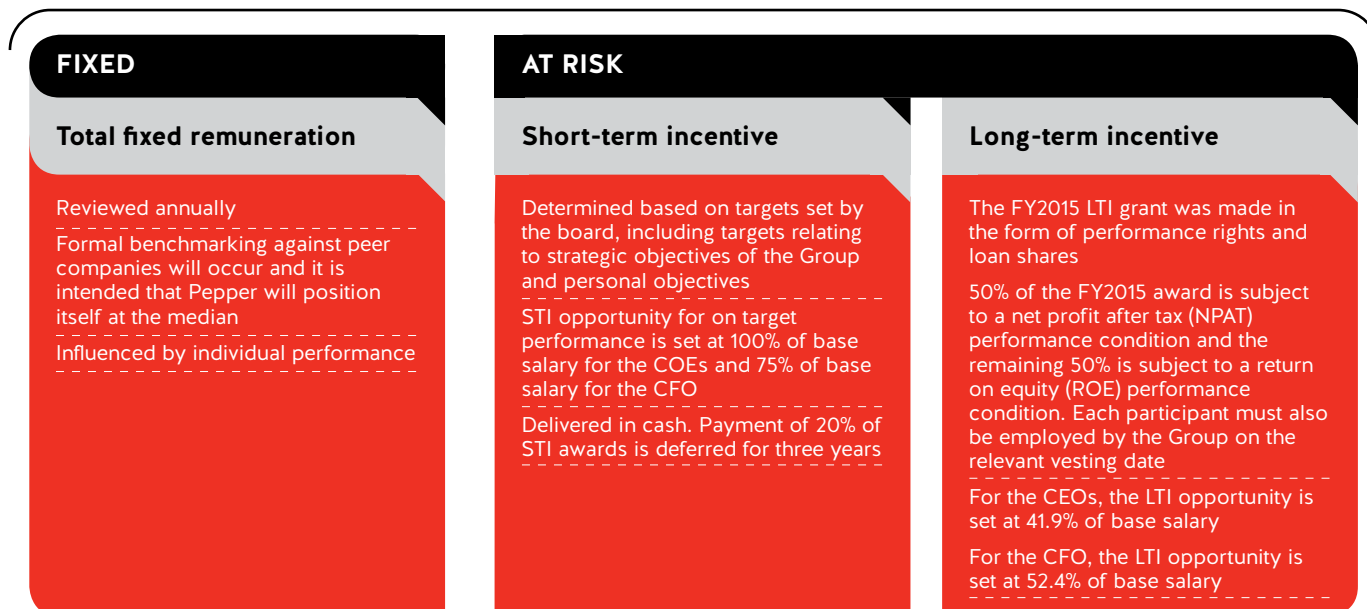 FIXED
Total fixed remuneration
Reviewed annually
Formal benchmarking against peer
companies will occur and it is
intended that Pepper will position
itself at the median
Influenced by individual performance
AT RISK
Short-term incentive
Determined based on targets set by
the board, including targets relating
to strategic objectives of the Group
and personal objectives
STI opportunity for on target
performance is set at 100% of base
salary for the COEs and 75% of base
salary for the CFO
Delivered in cash. Payment of 20% of
STI awards is deferred for three years
Long-term incentive
The FY2015 LTI grant was made in
the form of performance rights and
loan shares
50% of the FY2015 award is subject
to a net profit after tax (NPAT)
performance condition and the
remaining 50% is subject to a return
on equity (ROE) performance
condition. Each participant must also
be employed by the Group on the
relevant vesting date
For the CEOs, the LTI opportunity is
set at 41.9% of base salary
For the CFO, the LTI opportunity is
set at 52.4% of base salary